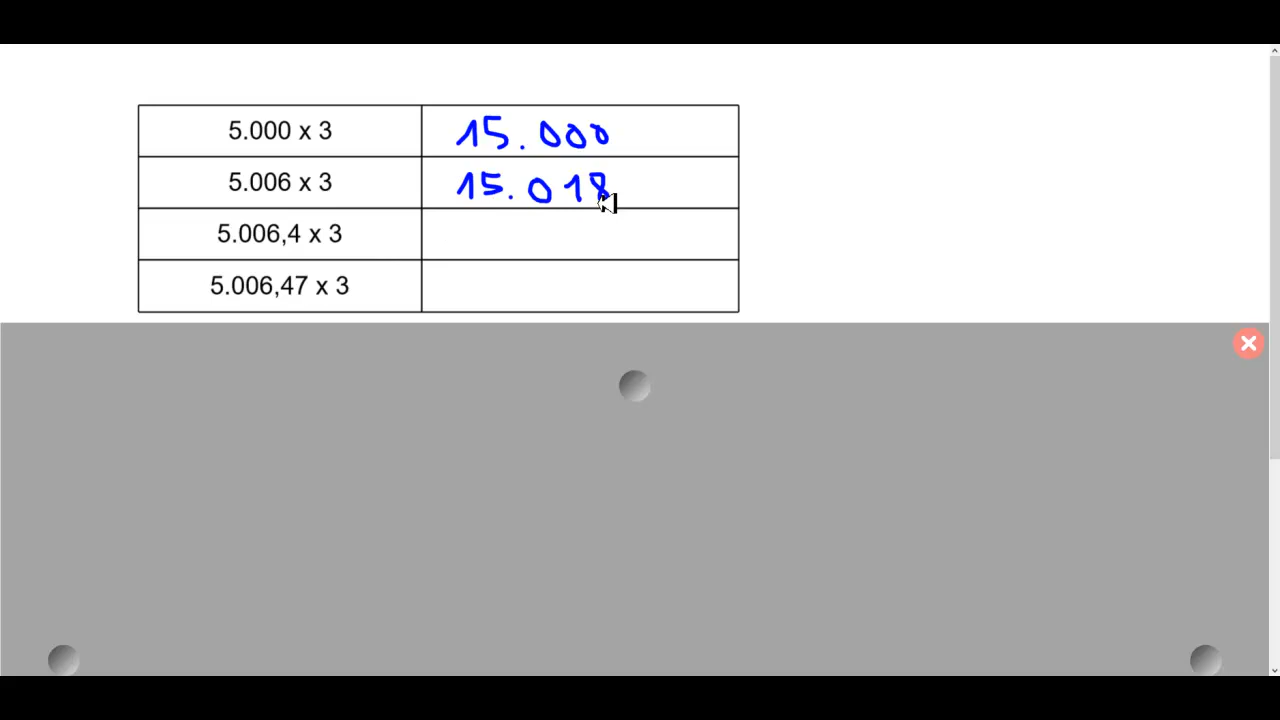 5.000 x 3 15.000
5.006 x 3 15.018
5.006,4 x 3
5.006,47 x 3